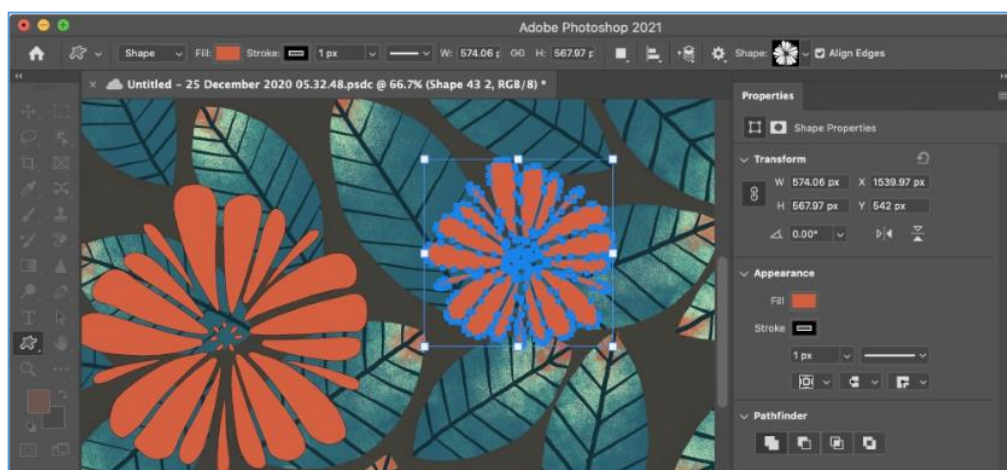 Adobe Photoshop 2021
Shape Fill: Stroke: 1 px W: 574.06 p H: 567.97 p Shape: Align Edges
× Untitled – 25 December 2020 05.32.48.psdc @ 66.7% (Shape 43 2, RGB/8) *
Properties
Shape Properties
Transform
W 574.06 px X 1539.97 px
H 567.97 px Y 542 px
0.00°
Appearance
Fill
Stroke
1 px
Pathfinder